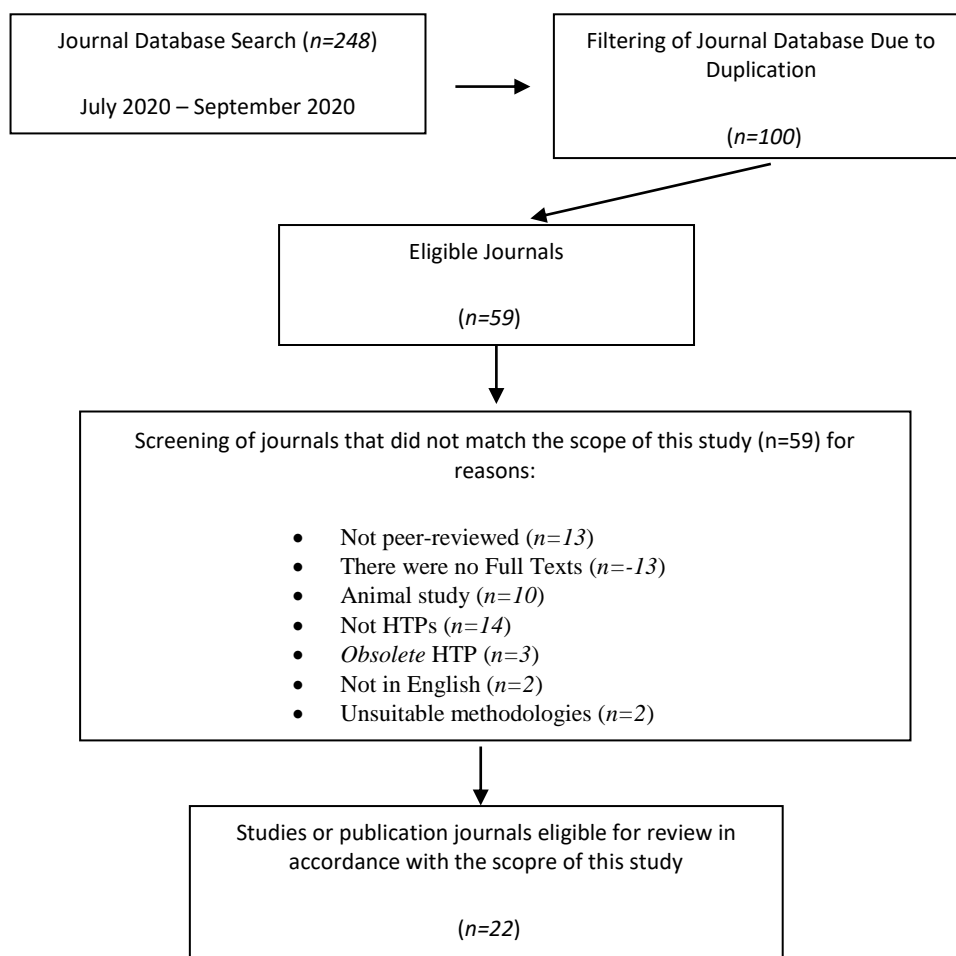 Journal Database Search (n=248)
July 2020 – September 2020
Filtering of Journal Database Due to
Duplication
(n=100)
Eligible Journals
(n=59)
Screening of journals that did not match the scope of this study (n=59) for
reasons:
• Not peer-reviewed (n=13)
• There were no Full Texts (n=-13)
• Animal study (n=10)
• Not HTPs (n=14)
• Obsolete HTP (n=3)
• Not in English (n=2)
• Unsuitable methodologies (n=2)
Studies or publication journals eligible for review in
accordance with the scopre of this study
(n=22)